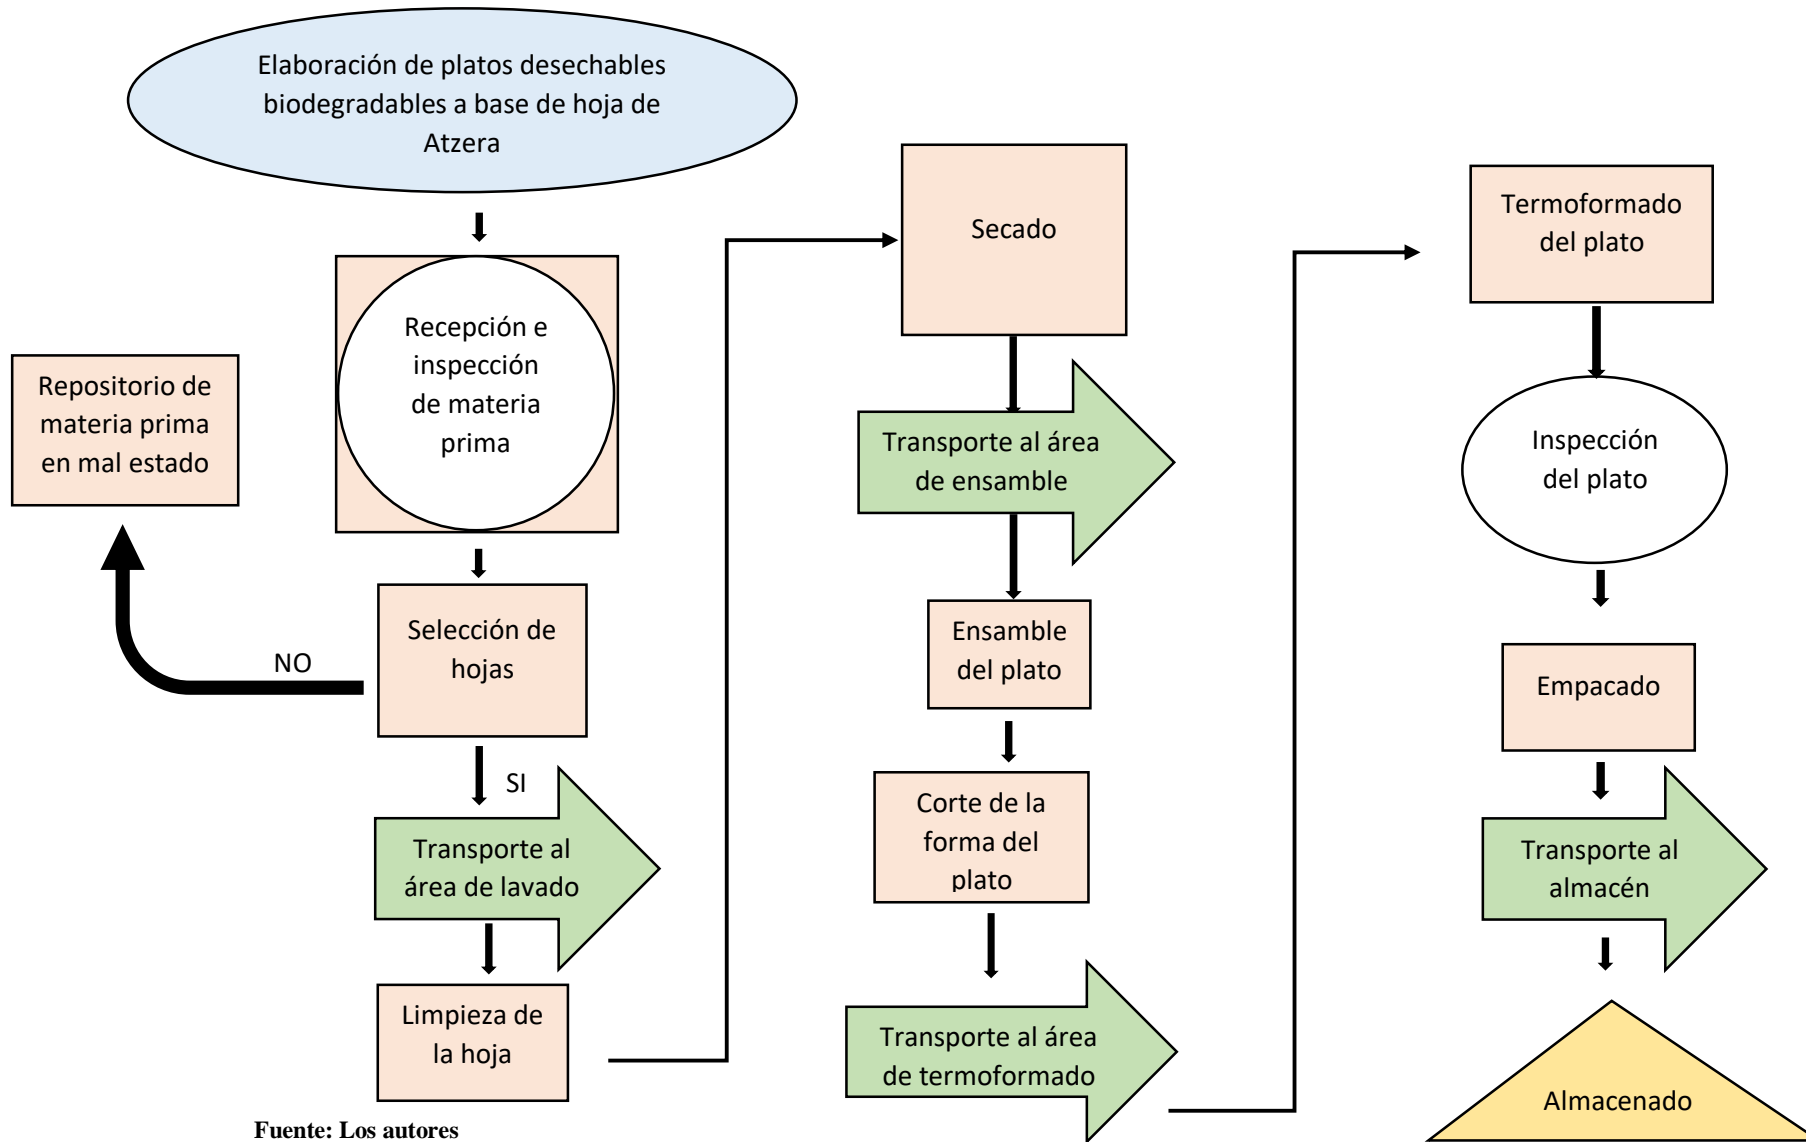 Elaboración de platos desechables
biodegradables a base de hoja de
Atzera
Recepción e
inspección
de materia
prima
Repositorio de
materia prima
en mal estado
Selección de
hojas
NO
SI
Transporte al
área de lavado
Limpieza de
la hoja
Secado
Transporte al área
de ensamble
Ensamble
del plato
Corte de la
forma del
plato
Transporte al área
de termoformado
Termoformado
del plato
Inspección
del plato
Empacado
Transporte al
almacén
Almacenado
Fuente: Los autores